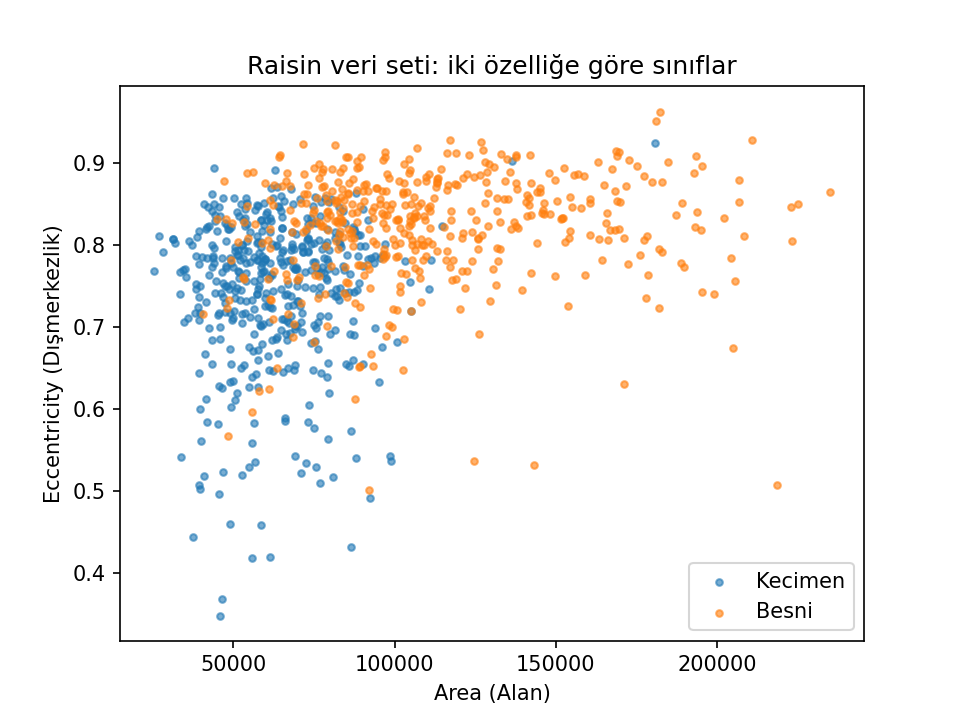 Raisin veri seti: iki özelliğe göre sınıflar
Eccentricity (Dışmerkezlik)
0.9
0.8
0.7
0.6
0.5
0.4
Kecimen
Besni
50000
100000
150000
200000
Area (Alan)